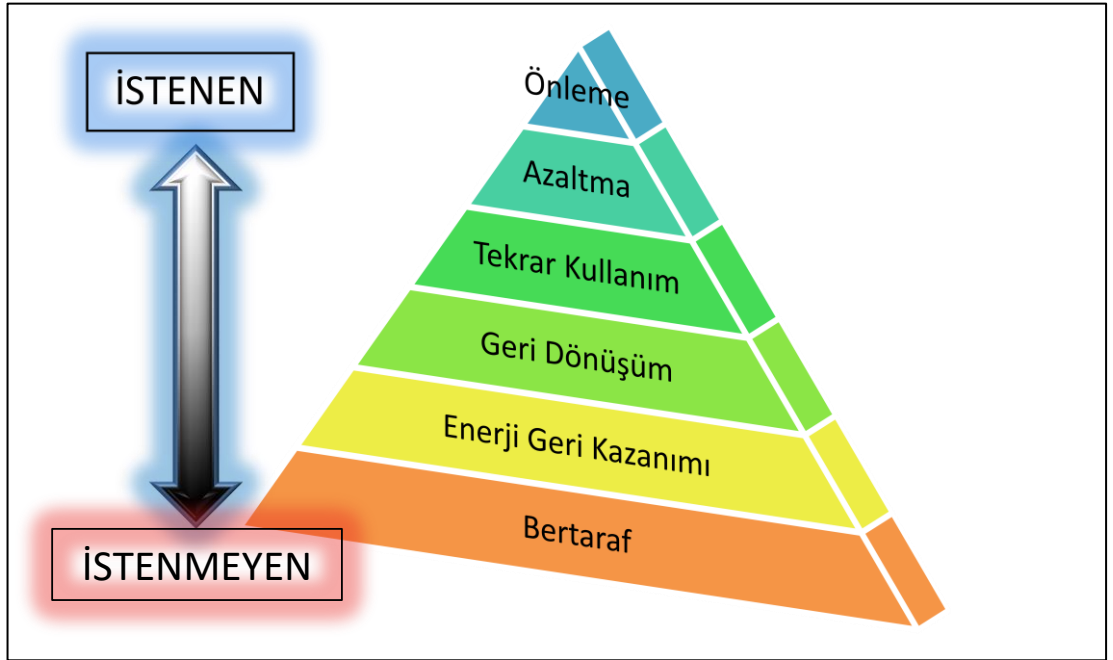 İSTENEN
Önleme
Azaltma
Tekrar Kullanım
Geri Dönüşüm
Enerji Geri Kazanımı
Bertaraf
İSTENMEYEN